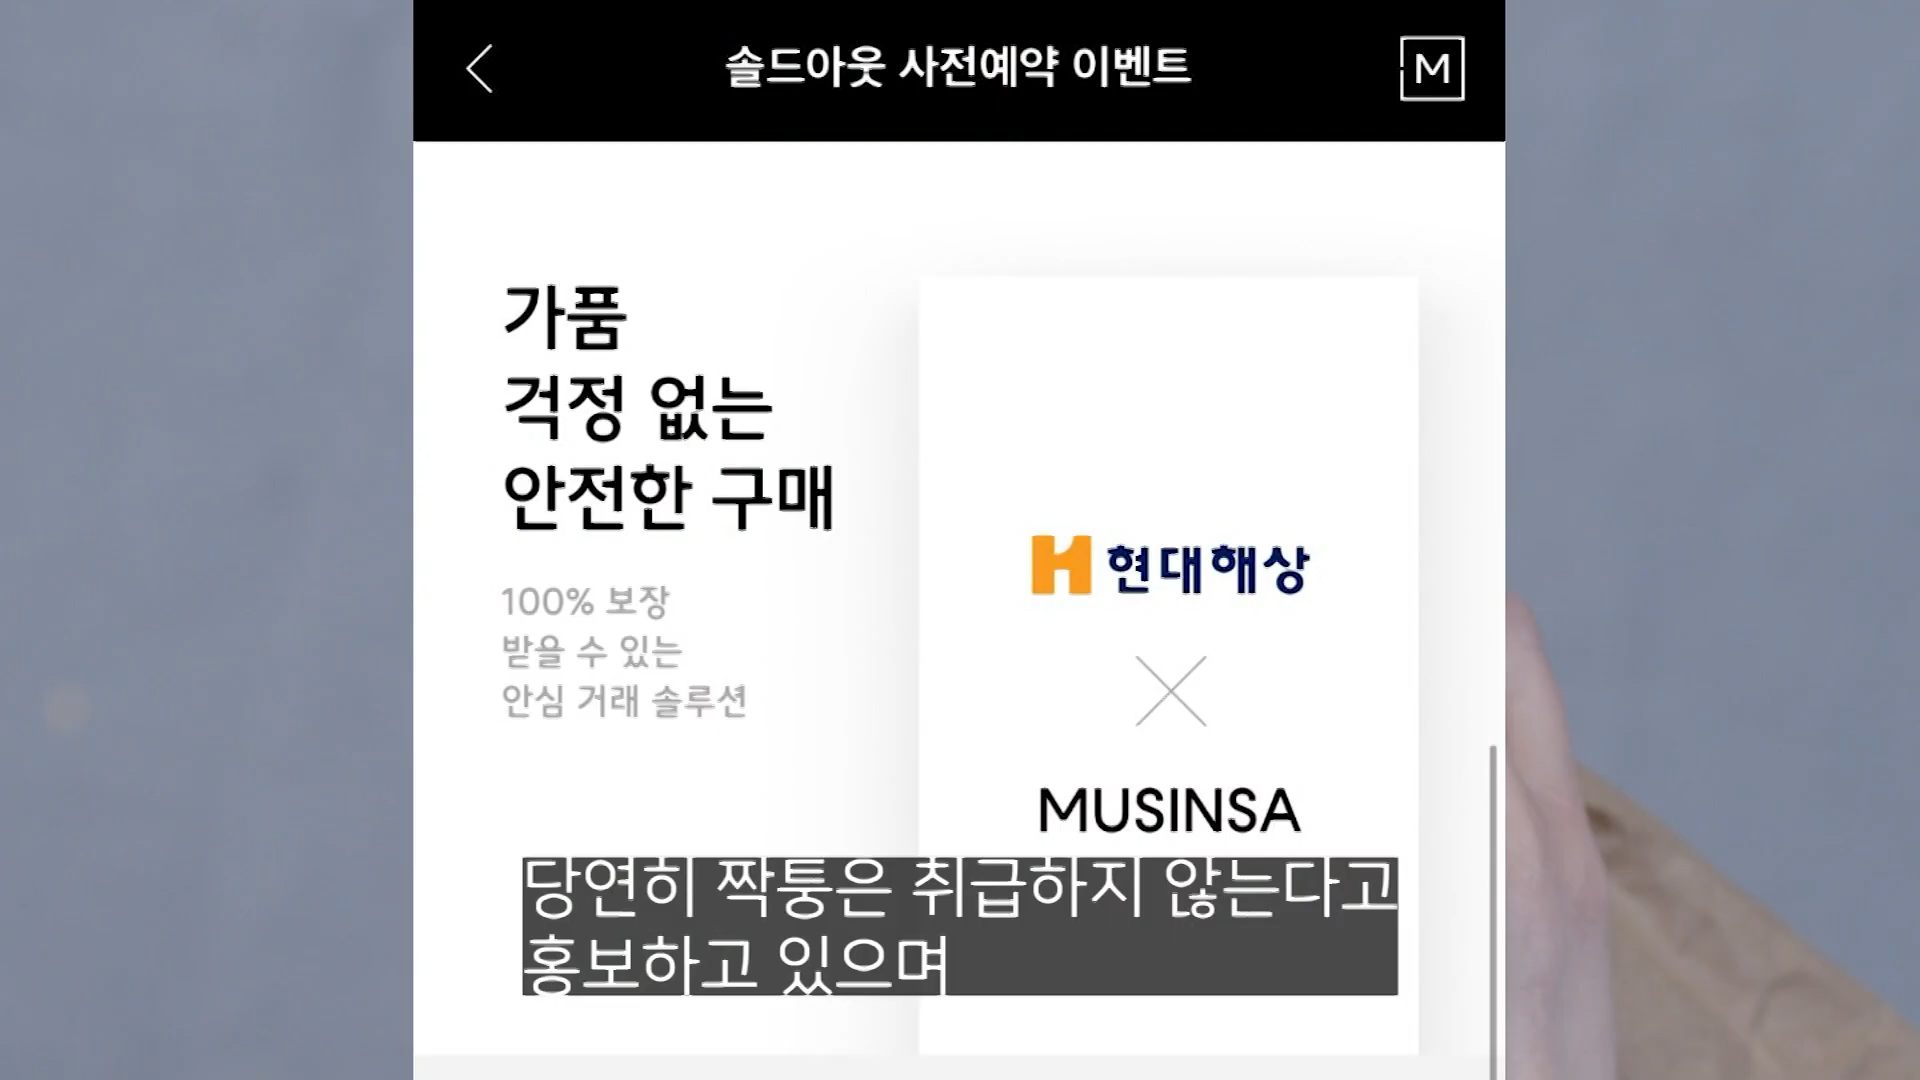 솔드아웃 사전예약 이벤트
M
가품
걱정 없는
안전한 구매
100% 보장
받을 수 있는
안심 거래 솔루션
현대해상
MUSINSA
당연히 짝퉁은 취급하지 않는다고
홍보하고 있으며